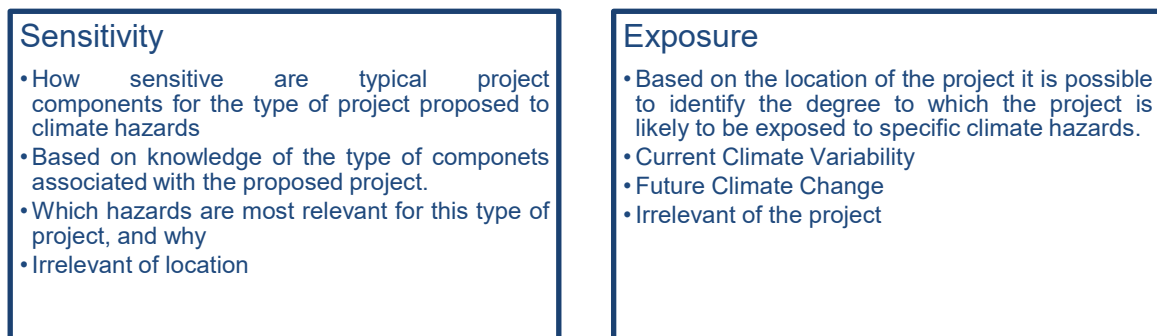 Sensitivity
•How sensitive are typical project
components for the type of project proposed to
climate hazards
•Based on knowledge of the type of componets
associated with the proposed project.
•Which hazards are most relevant for this type of
project, and why
•Irrelevant of location
Exposure
•Based on the location of the project it is possible
to identify the degree to which the project is
likely to be exposed to specific climate hazards.
•Current Climate Variability
•Future Climate Change
•Irrelevant of the project